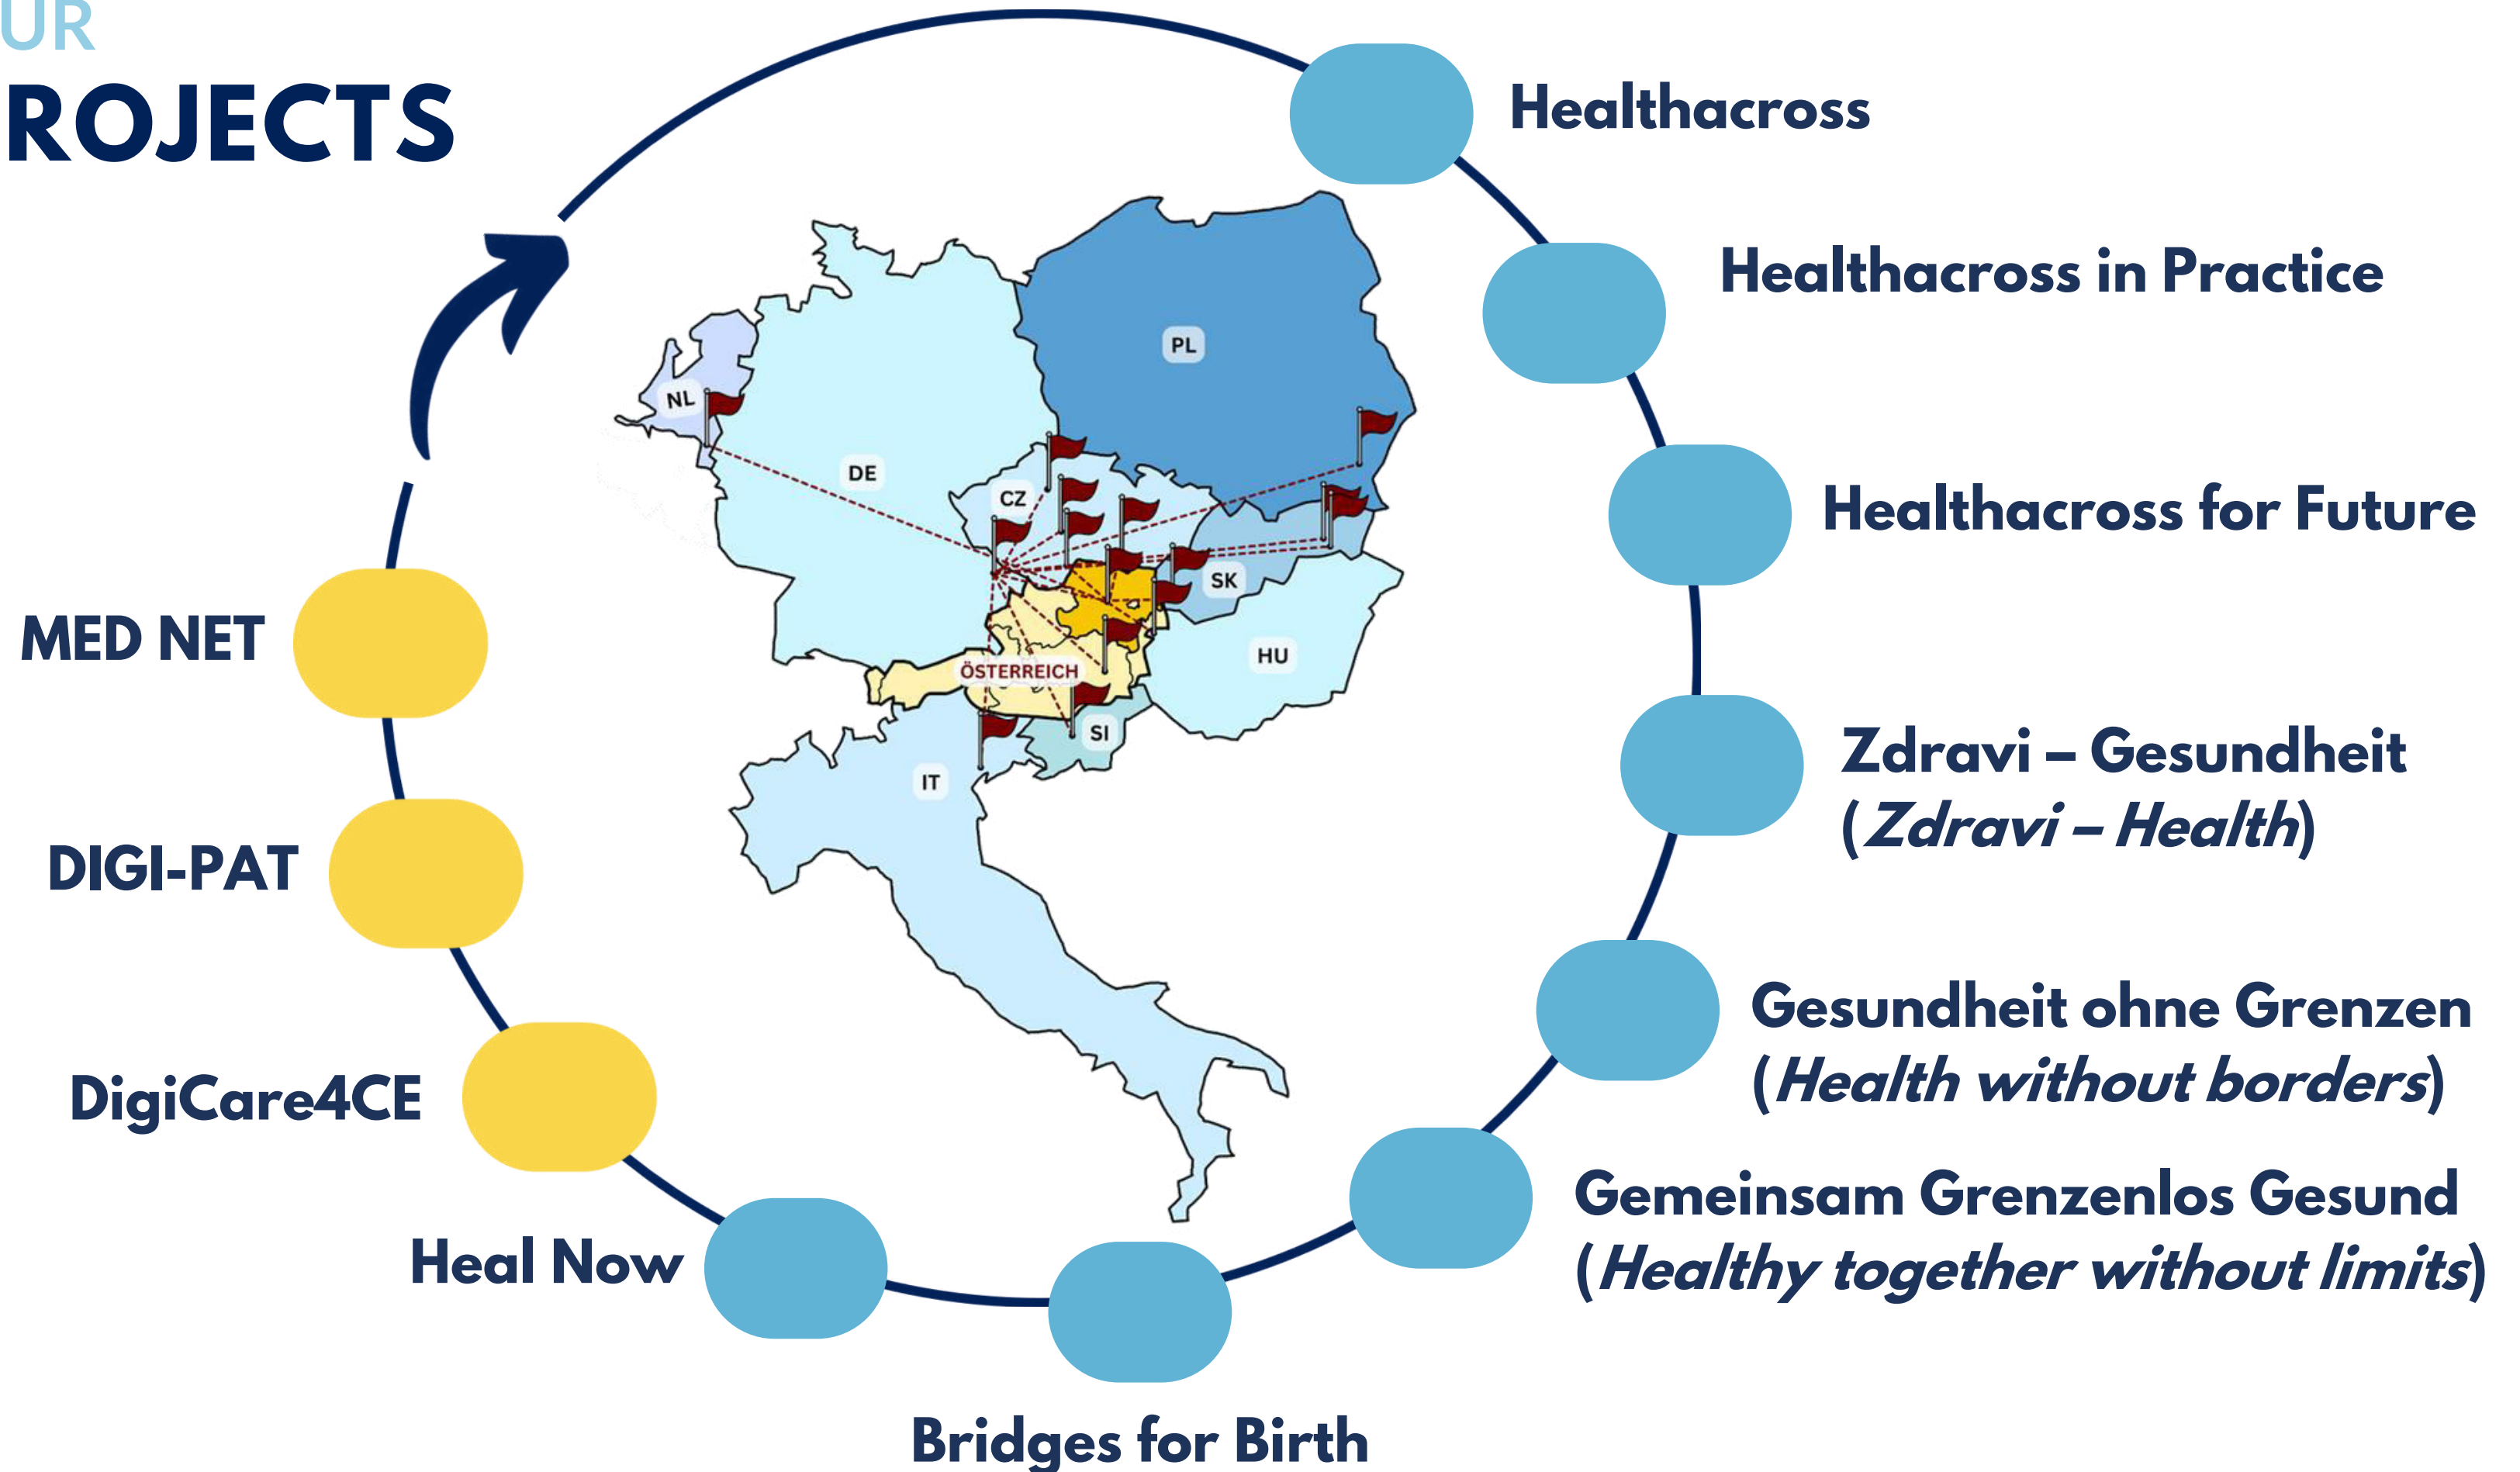 UR
ROJECTS
Healthacross
Healthacross in Practice
Healthacross for Future
Zdravi – Gesundheit
(Zdravi – Health)
Gesundheit ohne Grenzen
(Health without borders)
Gemeinsam Grenzenlos Gesund
(Healthy together without limits)
Bridges for Birth
Heal Now
DigiCare4CE
DIGI-PAT
MED NET
PL
NL
DE
CZ
SK
HU
ÖSTERREICH
SI
IT